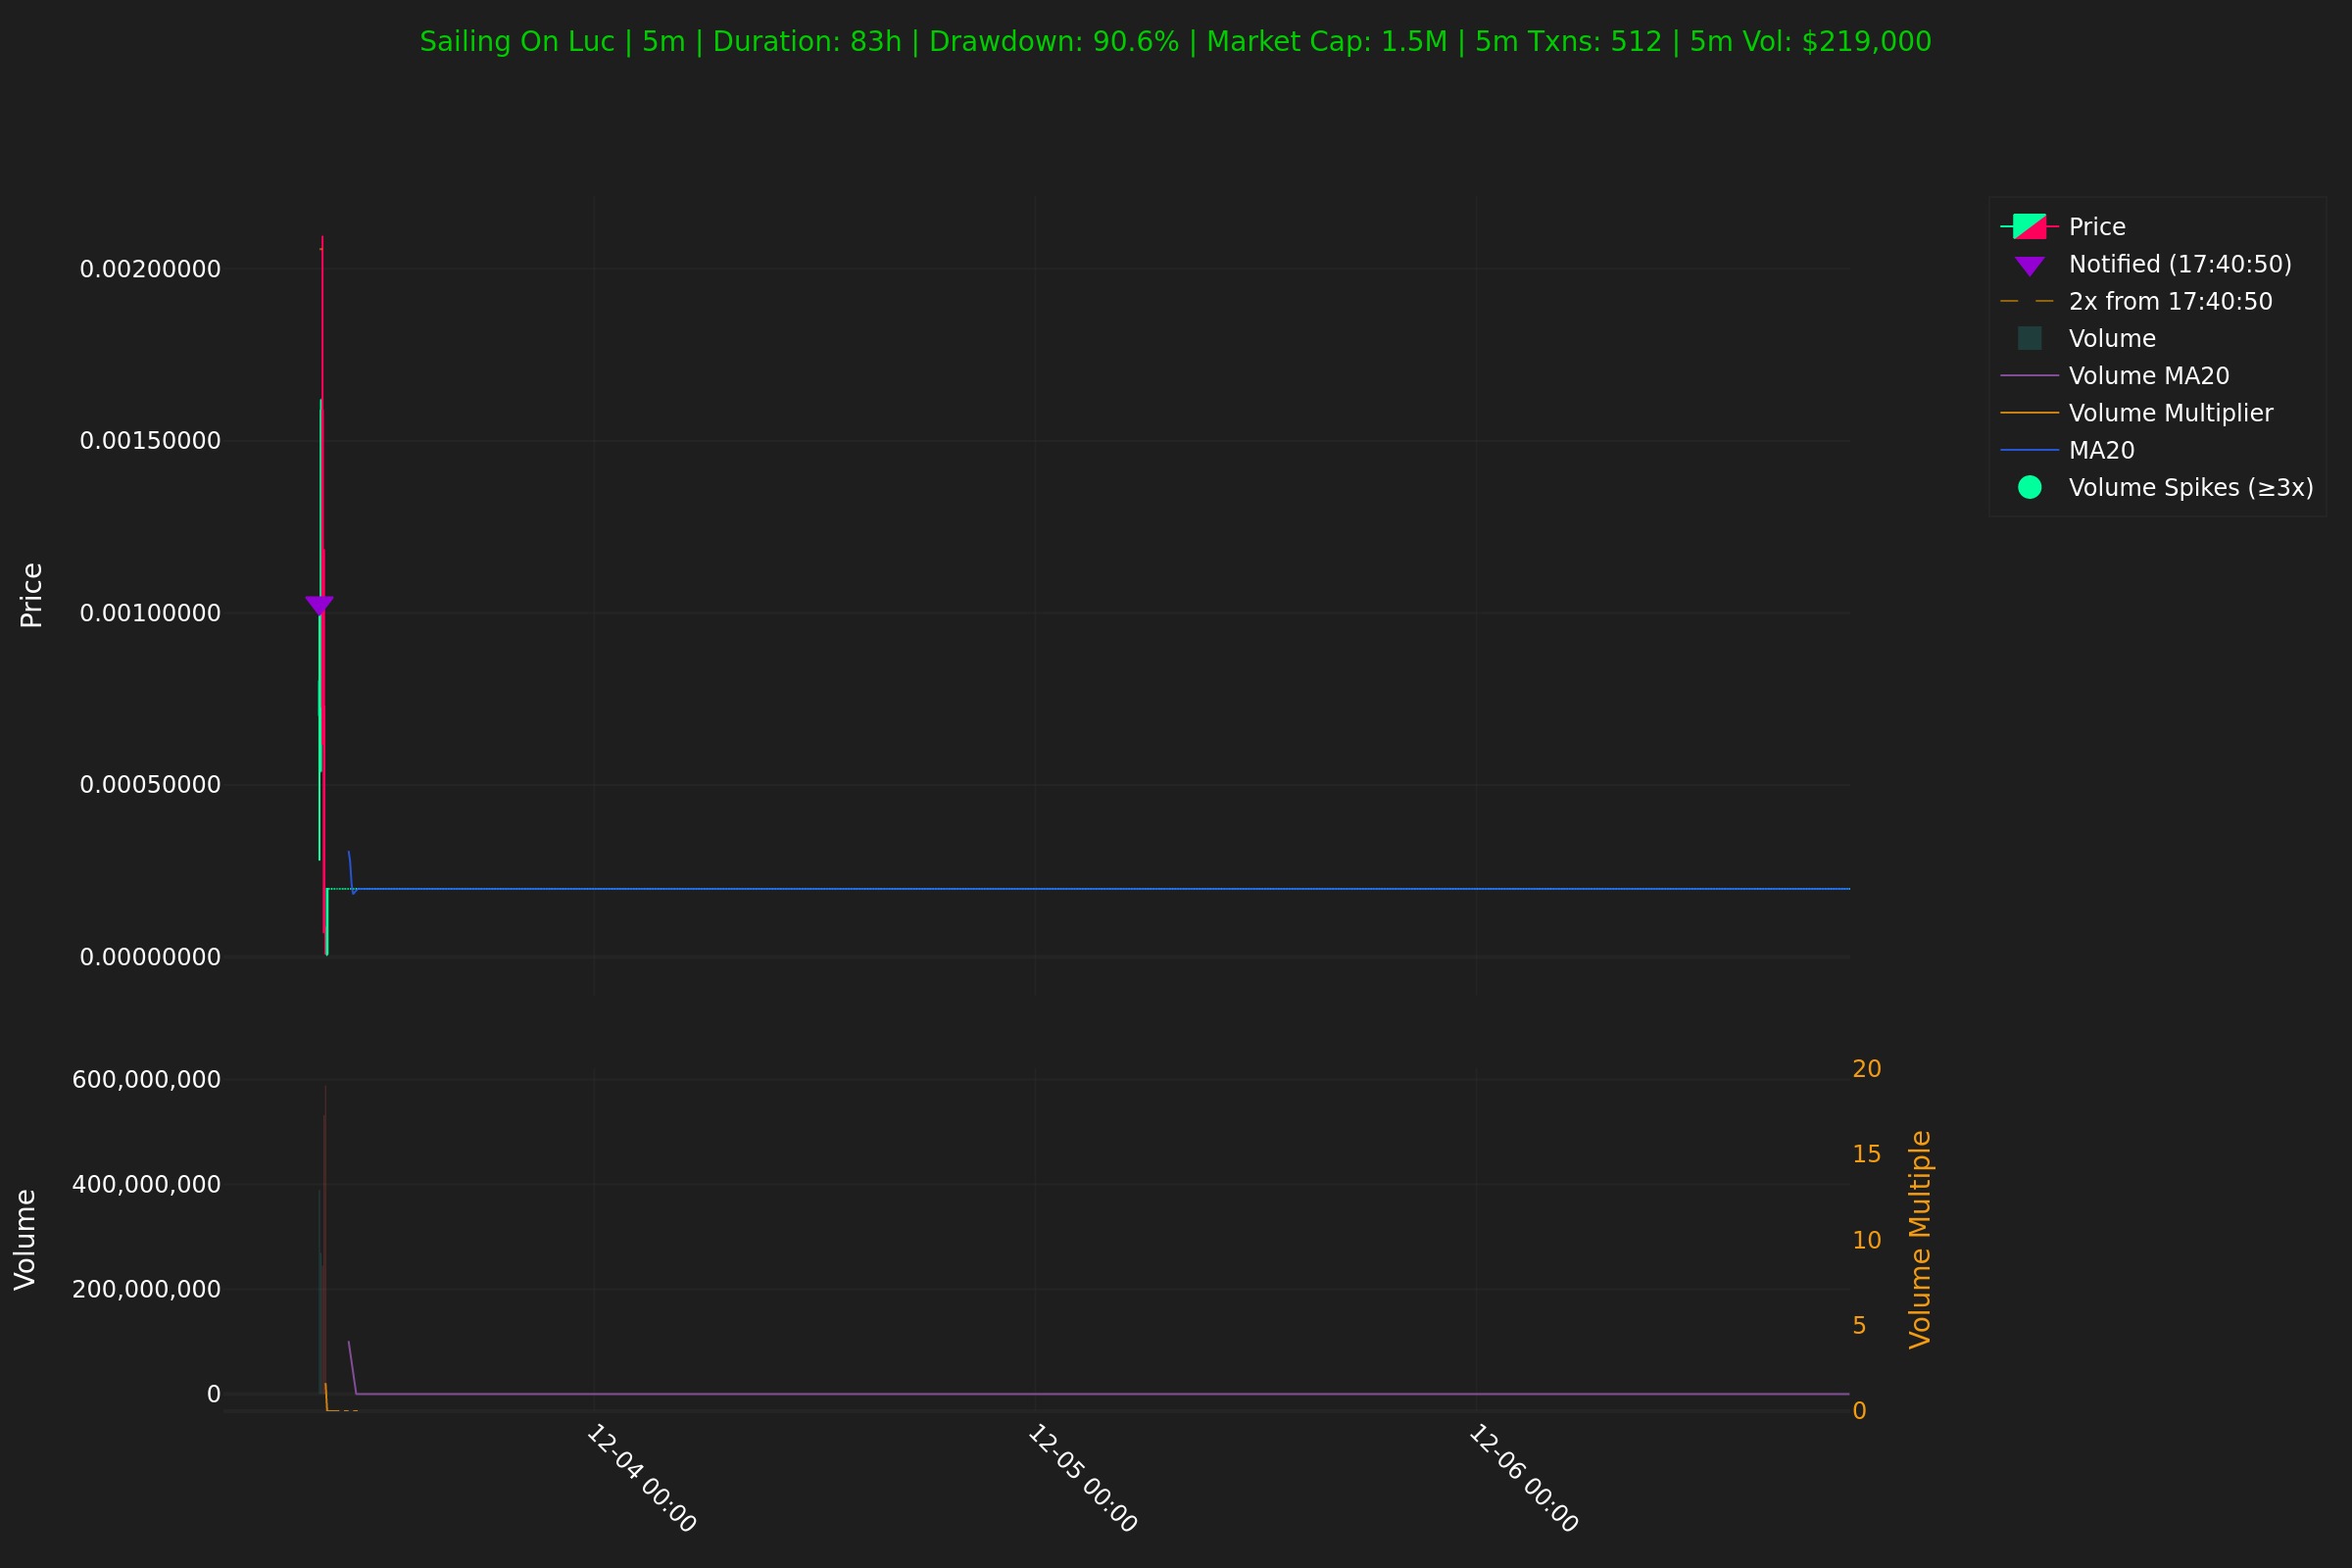 Sailing On Luc | 5m | Duration: 83h | Drawdown: 90.6% | Market Cap: 1.5M | 5m Txns: 512 | 5m Vol: $219,000
Price
0.00200000
0.00150000
0.00100000
0.00050000
0.00000000
Price
Notified (17:40:50)
2x from 17:40:50
Volume
Volume MA20
Volume Multiplier
MA20
Volume Spikes (≥3x)
Volume
600,000,000
400,000,000
200,000,000
0
20
15
10
5
0
Volume Multiple
12-04 00:00
12-05 00:00
12-06 00:00